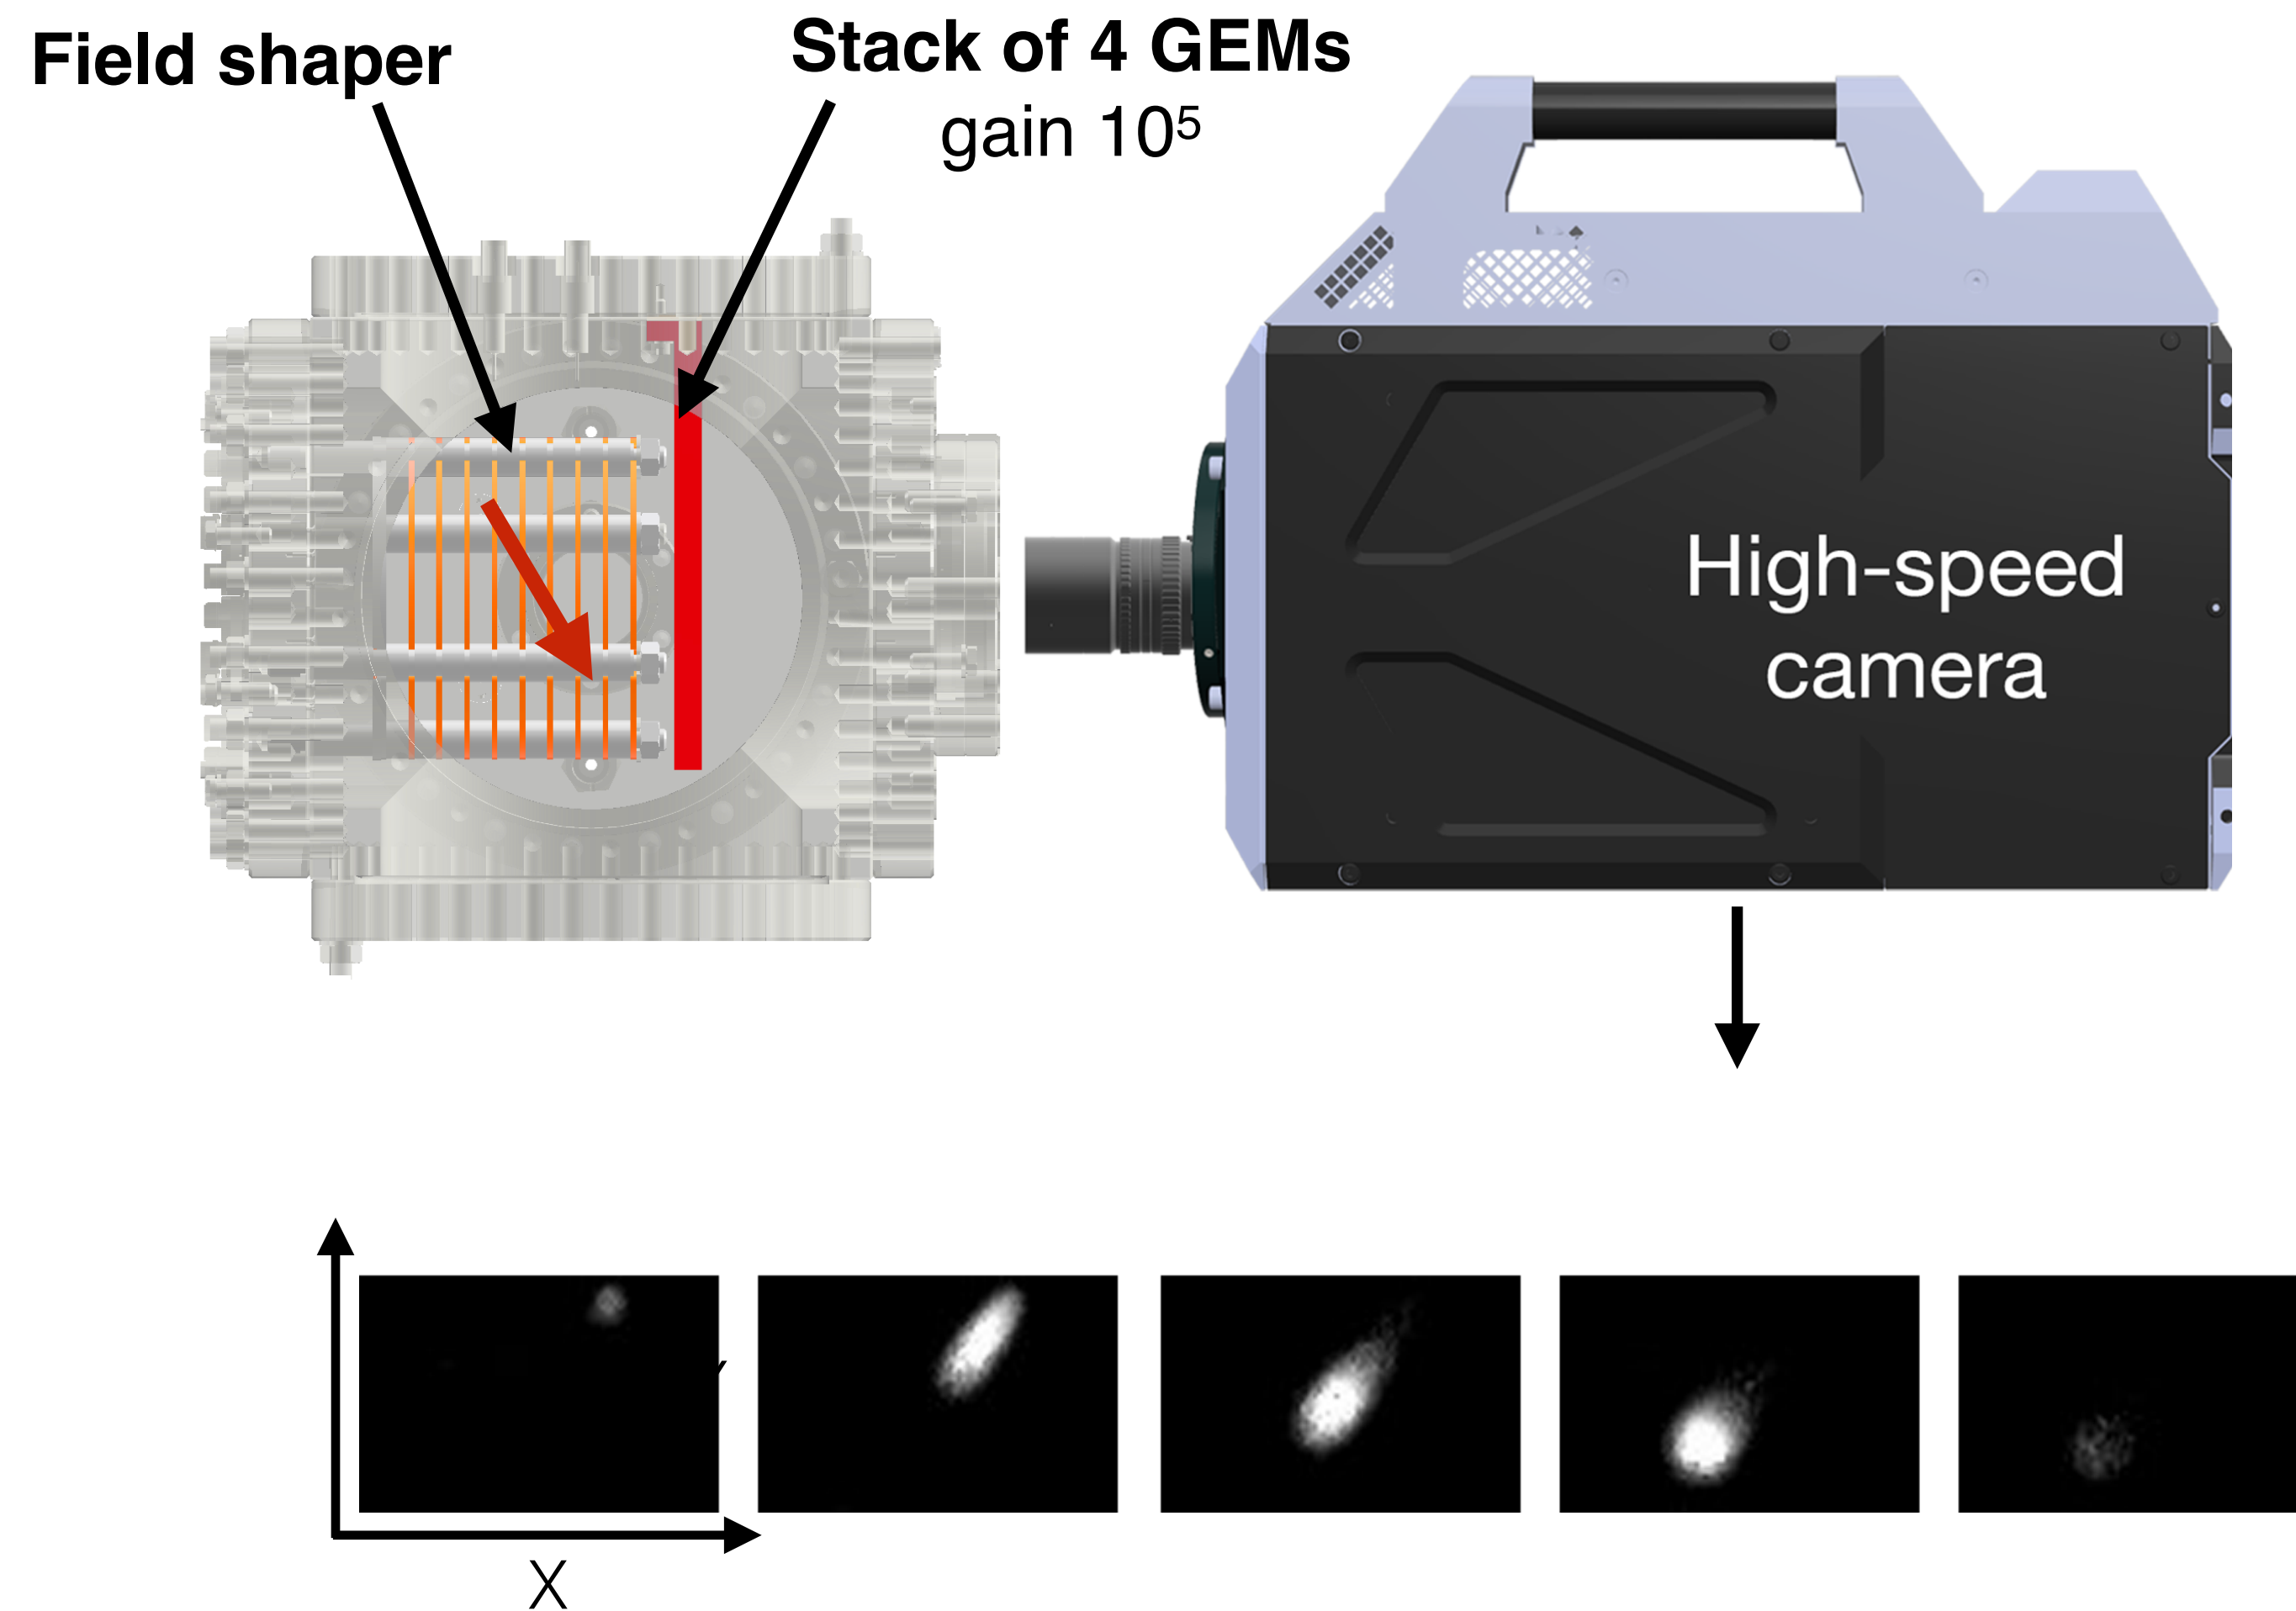 Field shaper
Stack of 4 GEMs
gain 10⁵
High-speed
camera
X